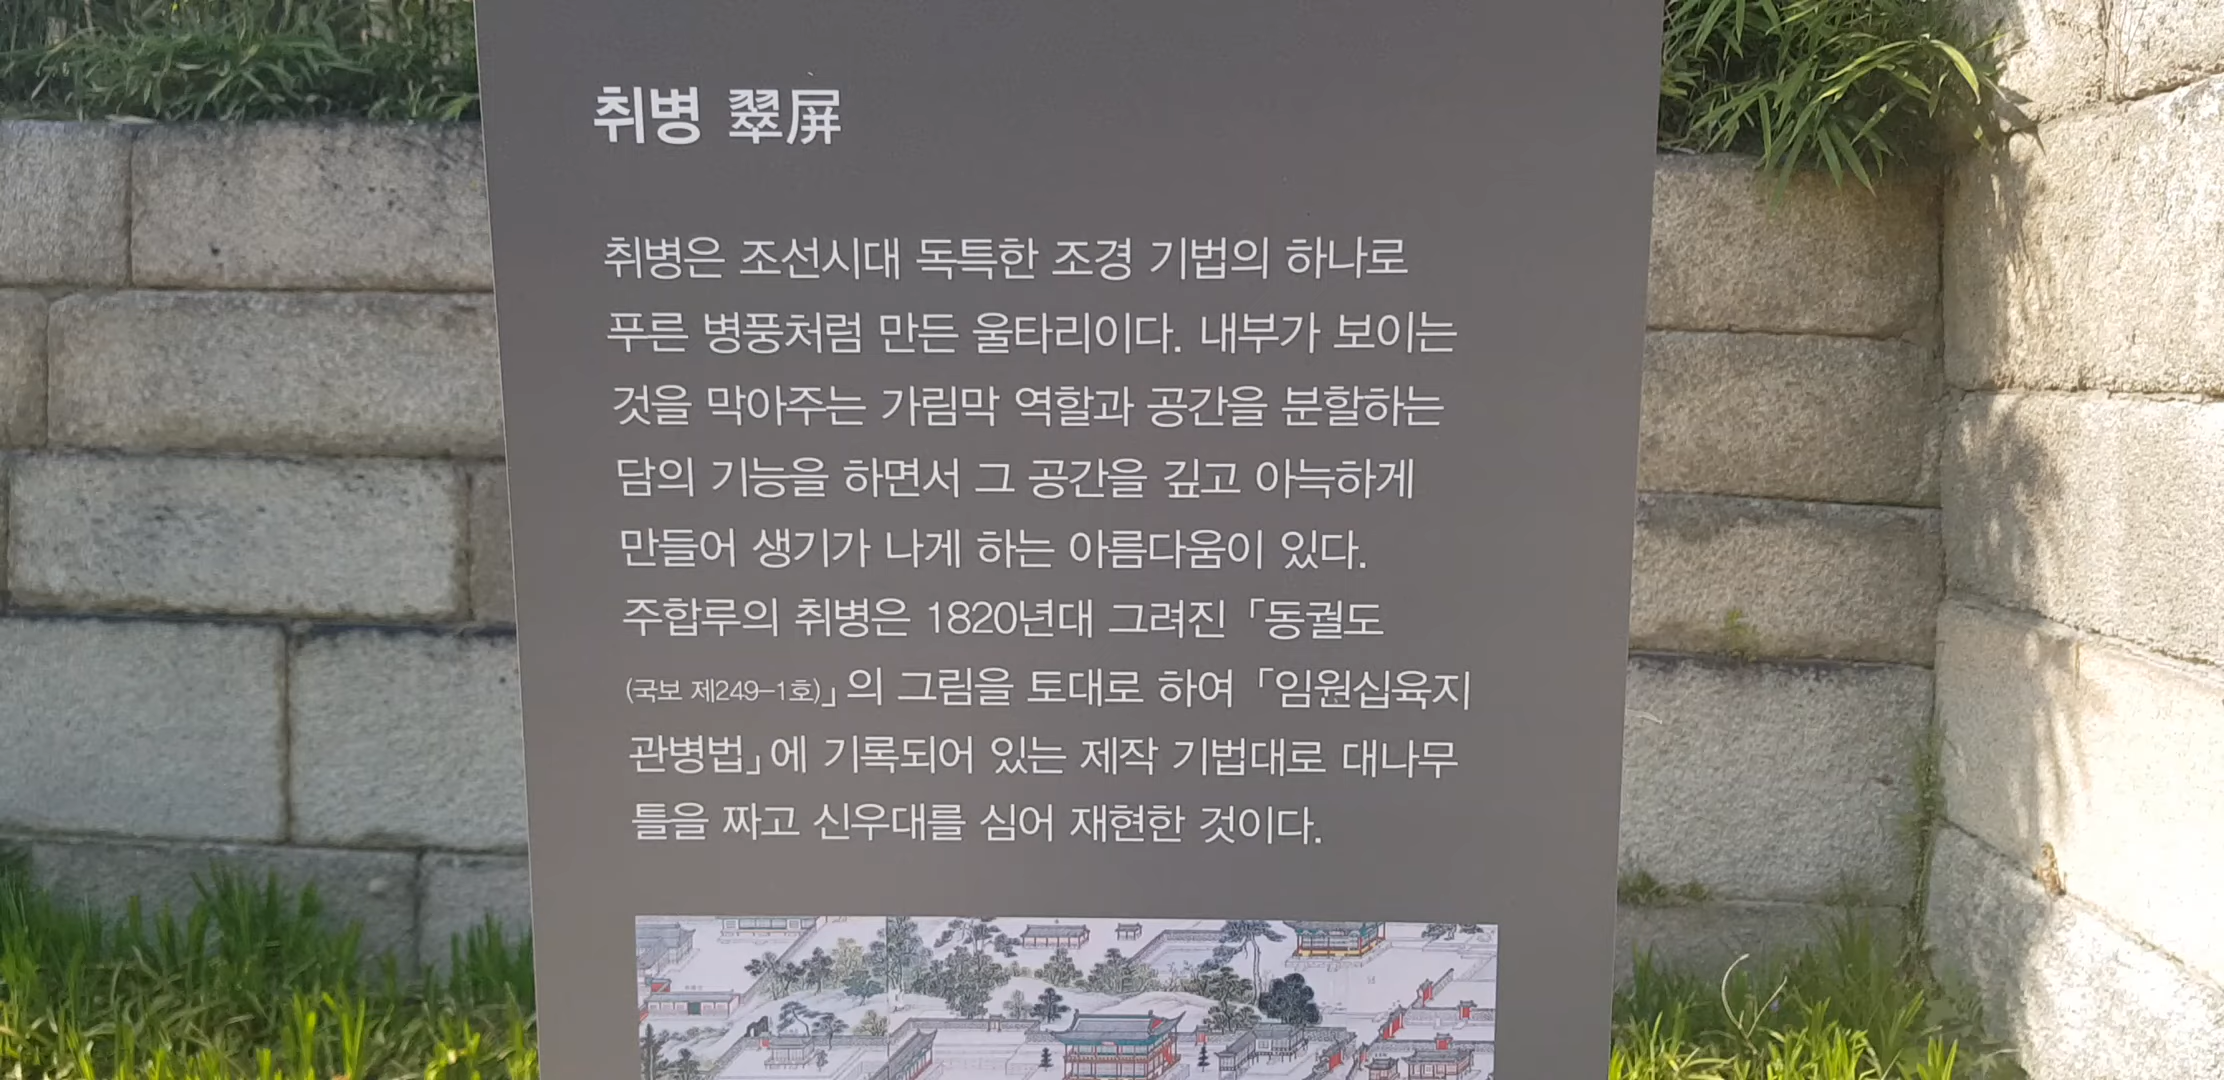 취병 翠屏
취병은 조선시대 독특한 조경 기법의 하나로
푸른 병풍처럼 만든 울타리이다. 내부가 보이는
것을 막아주는 가림막 역할과 공간을 분할하는
담의 기능을 하면서 그 공간을 깊고 아늑하게
만들어 생기가 나게 하는 아름다움이 있다.
주합루의 취병은 1820년대 그려진 「동궐도
(국보 제249-1호)」의 그림을 토대로 하여 「임원십육지
관병법」에 기록되어 있는 제작 기법대로 대나무
틀을 짜고 신우대를 심어 재현한 것이다.